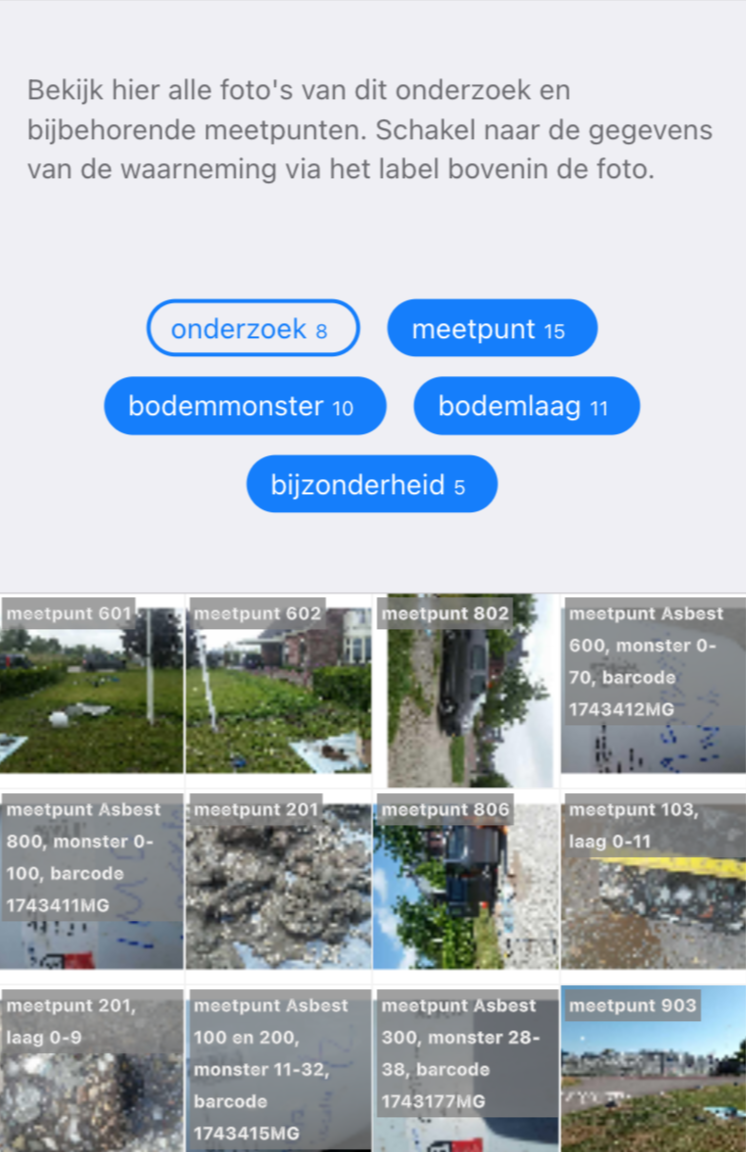 Bekijk hier alle foto's van dit onderzoek en
bijbehorende meetpunten. Schakel naar de gegevens
van de waarneming via het label bovenin de foto.
onderzoek 8
meetpunt 15
bodemmonster 10
bodemlaag 11
bijzonderheid 5
meetpunt 601
meetpunt 602
meetpunt 802
meetpunt Asbest
600, monster 0-
70, barcode
1743412MG
meetpunt Asbest
800, monster 0-
100, barcode
1743411MG
meetpunt 201
meetpunt 806
meetpunt 103,
laag 0-11
meetpunt 201,
laag 0-9
meetpunt Asbest
100 en 200,
monster 11-32,
barcode
1743415MG
meetpunt Asbest
300, monster 28-
38, barcode
1743177MG
meetpunt 903